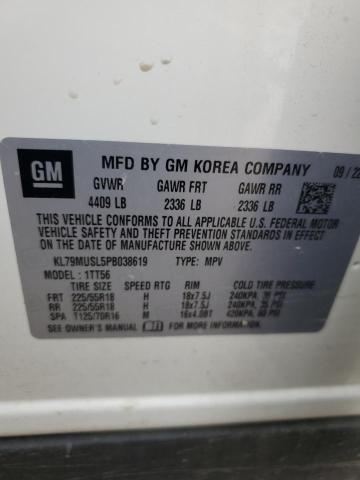 GM MFD BY GM KOREA COMPANY 09 / 22
GVWR GAWR FRT GAWR RR
4409 LB 2336 LB 2336 LB
THIS VEHICLE CONFORMS TO ALL APPLICABLE U.S. FEDERAL MOTOR
VEHICLE SAFETY, BUMPER, AND THEFT PREVENTION STANDARDS IN EFFECT
ON THE DATE OF MANUFACTURE SHOWN ABOVE.
KL79MUSL5PB038619 TYPE: MPV
MODEL: 1TT56
TIRE SIZE SPEED RTG RIM COLD TIRE PRESSURE
FRT 225/55R18 H 18x7.5J 240KPA, 35 PSI
RR 225/55R18 H 18x7.5J 240KPA, 35 PSI
SPA T125/70R16 M 16x4.0BT 420KPA, 60 PSI
SEE OWNER'S MANUAL FOR MORE INFORMATION.